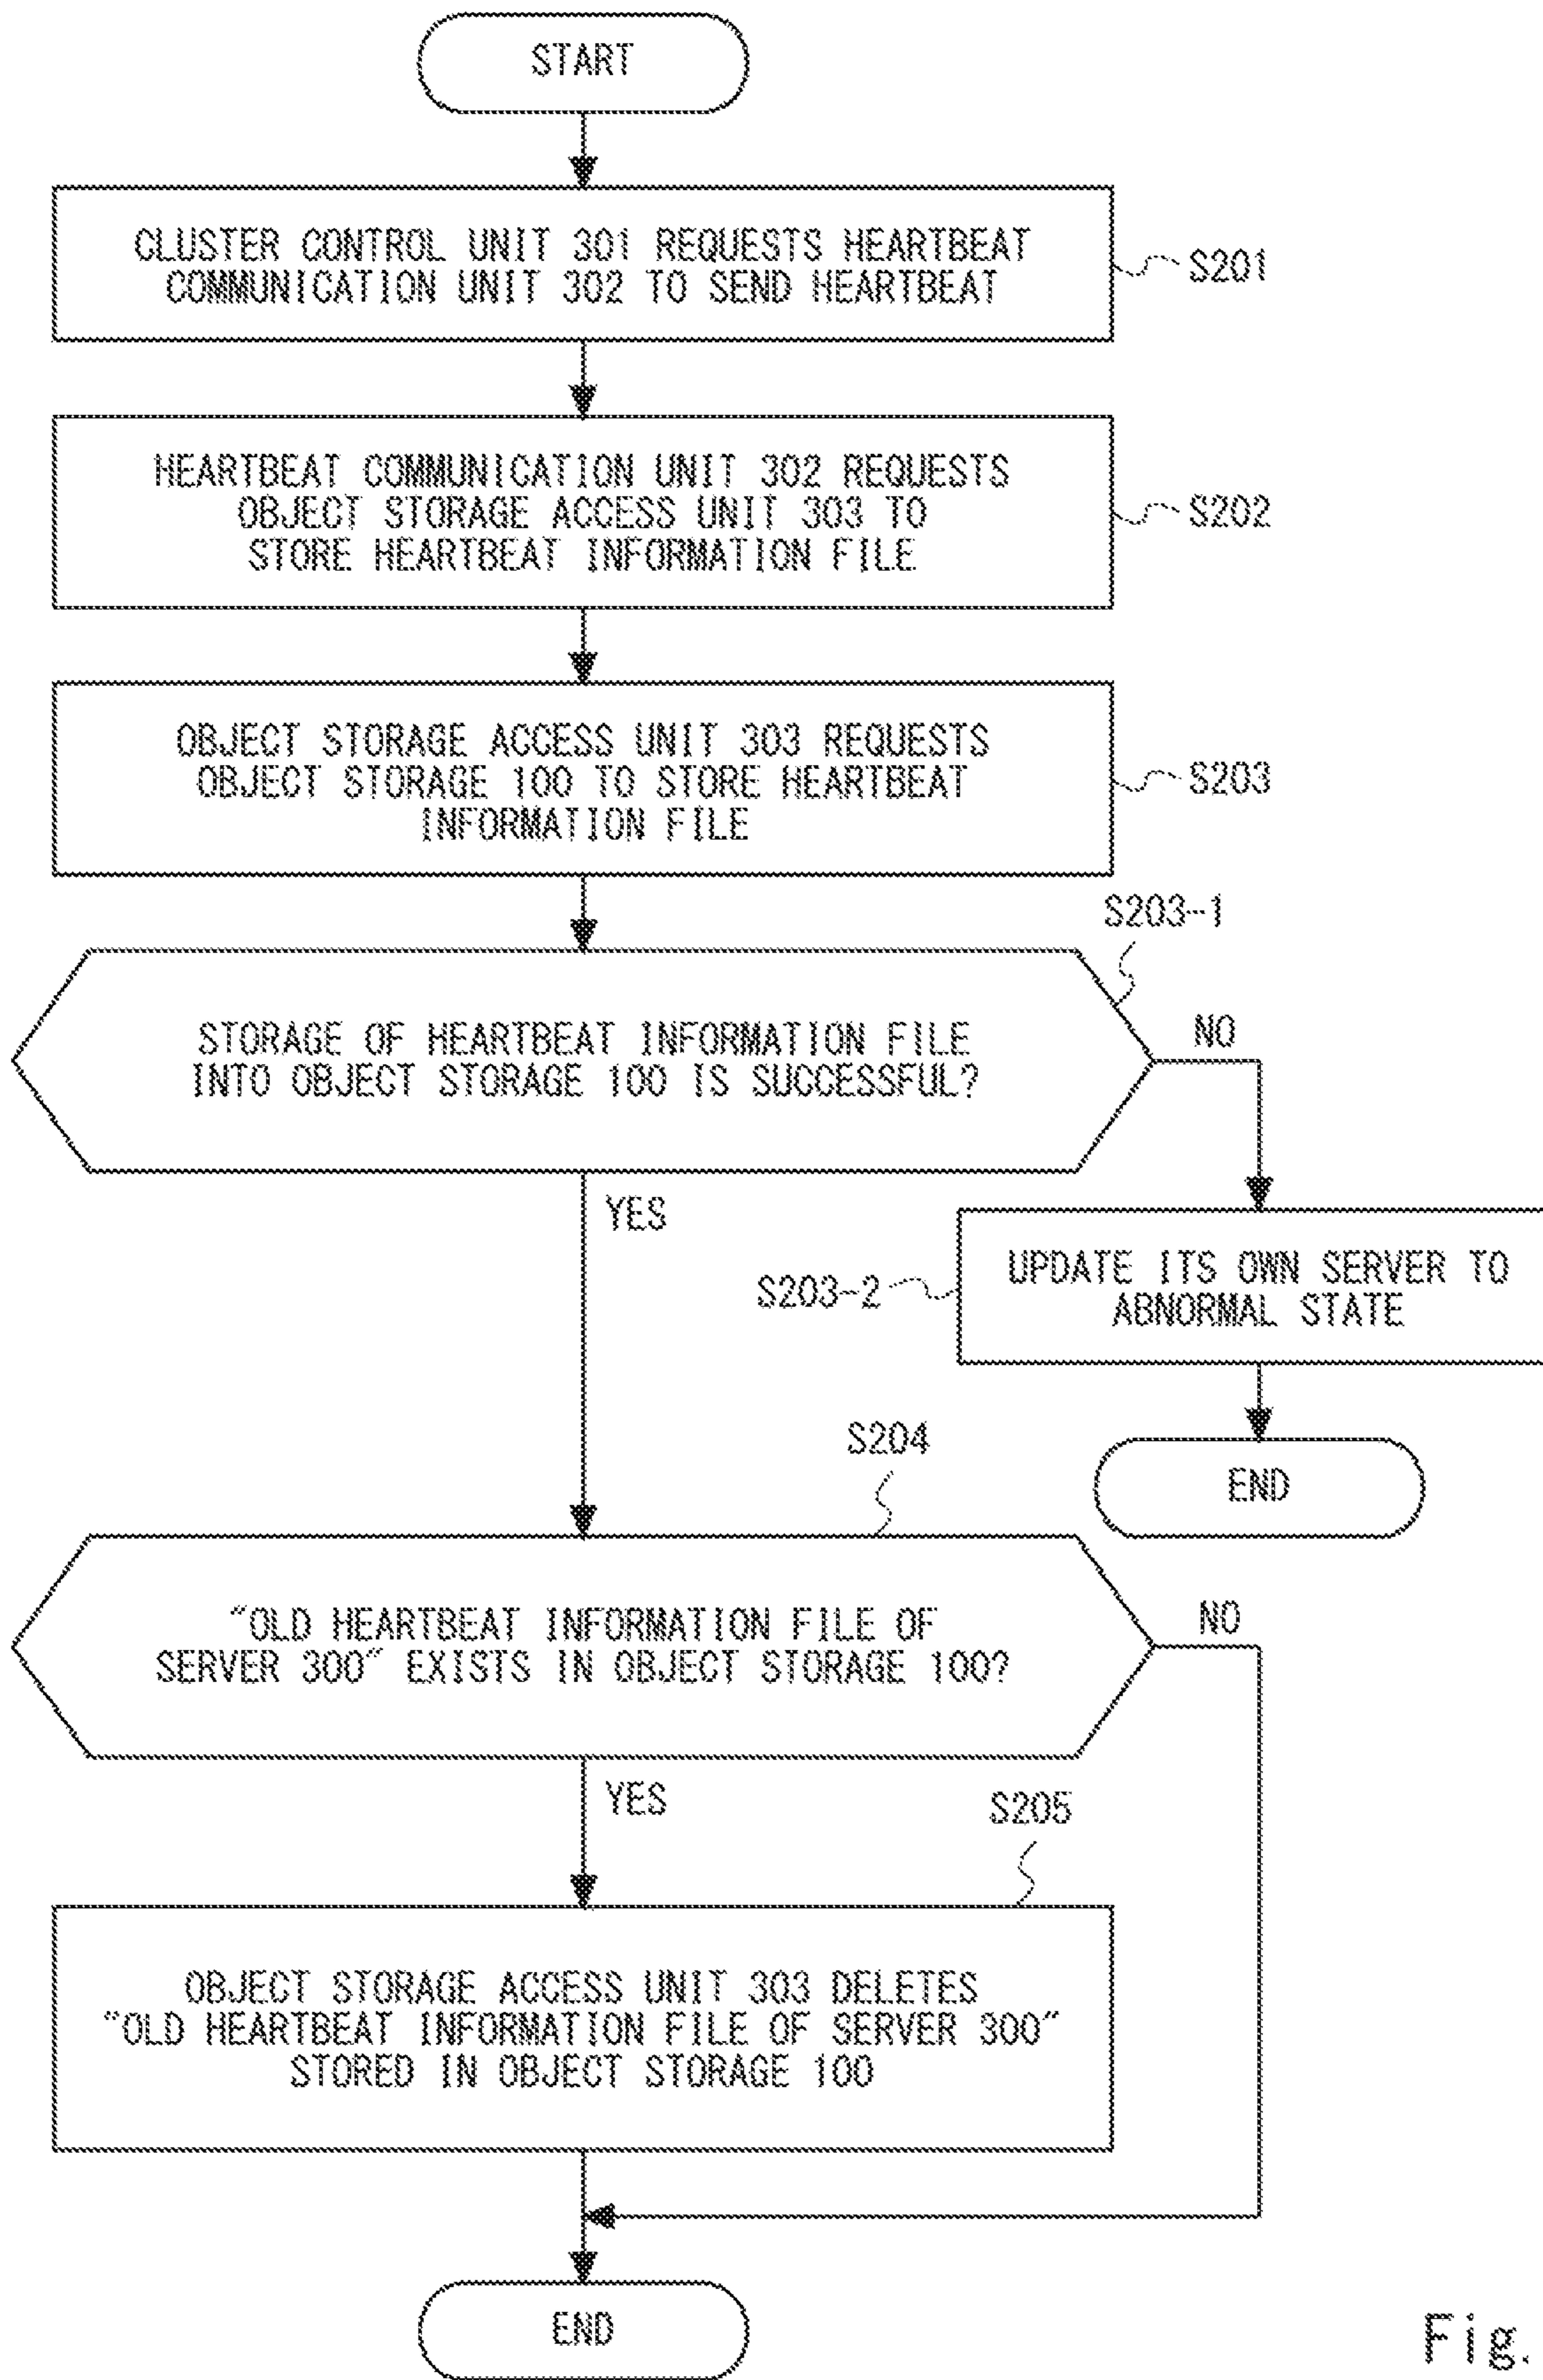 START
CLUSTER CONTROL UNIT 301 REQUESTS HEARTBEAT
COMMUNICATION UNIT 302 TO SEND HEARTBEAT
S201
HEARTBEAT COMMUNICATION UNIT 302 REQUESTS
OBJECT STORAGE ACCESS UNIT 303 TO
STORE HEARTBEAT INFORMATION FILE
S202
OBJECT STORAGE ACCESS UNIT 303 REQUESTS
OBJECT STORAGE 100 TO STORE HEARTBEAT
INFORMATION FILE
S203
S203-1
STORAGE OF HEARTBEAT INFORMATION FILE
INTO OBJECT STORAGE 100 IS SUCCESSFUL?
NO
YES
UPDATE ITS OWN SERVER TO
ABNORMAL STATE
S203-2
END
S204
"OLD HEARTBEAT INFORMATION FILE OF
SERVER 300" EXISTS IN OBJECT STORAGE 100?
NO
YES
S205
OBJECT STORAGE ACCESS UNIT 303 DELETES
"OLD HEARTBEAT INFORMATION FILE OF SERVER 300"
STORED IN OBJECT STORAGE 100
END
Fig.